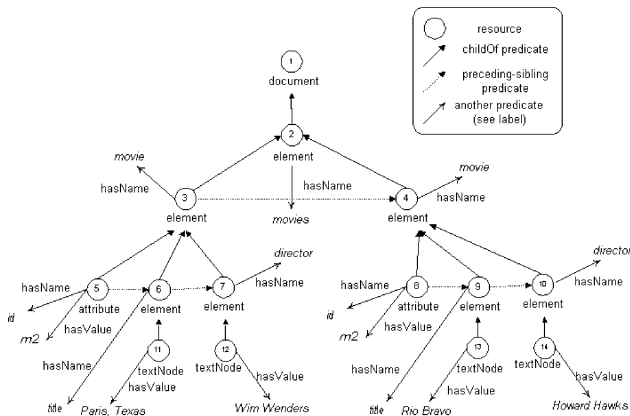 resource
childOf predicate
preceding-sibling
predicate
another predicate
(see label)
1
document
2
element
movie
hasName
3
element
hasName
movies
4
element
movie
hasName
director
hasName
director
hasName
hasName
5
attribute
6
element
7
element
id
hasValue
m2
hasName
8
attribute
9
element
10
element
id
hasValue
m2
hasName
11
textNode
hasValue
12
textNode
hasValue
hasName
13
textNode
hasValue
14
textNode
hasValue
title
Paris, Texas
Wim Wenders
title
Rio Bravo
Howard Hawks